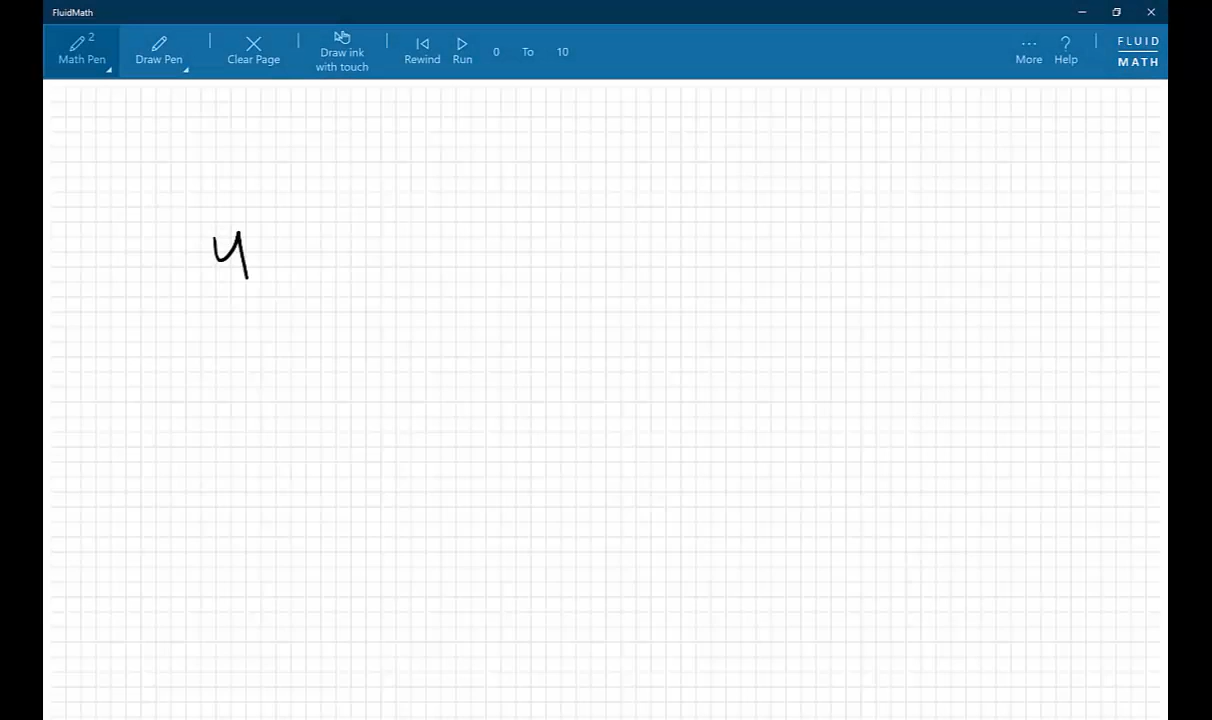 FluidMath
2
Math Pen
Draw Pen
Clear Page
Draw ink
with touch
Rewind
Run
0 To 10
...
More
?
Help
FLUID
MATH
y